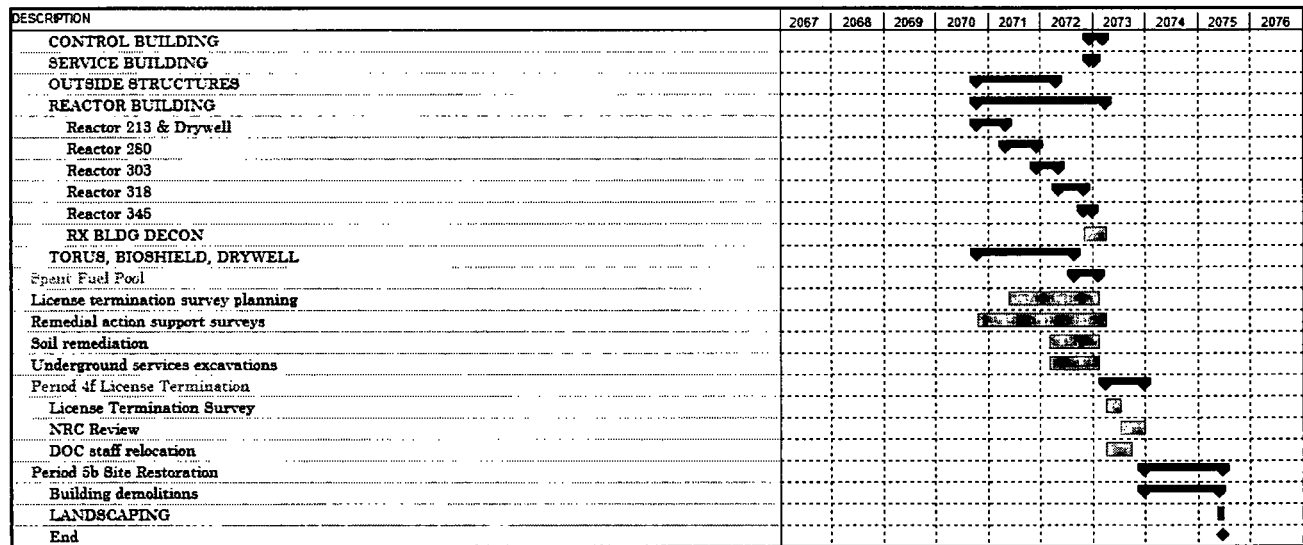 DESCRIPTION 2067 2068 2069 2070 2071 2072 2073 2074 2075 2076
CONTROL BUILDING
SERVICE BUILDING
OUTSIDE STRUCTURES
REACTOR BUILDING
Reactor 213 & Drywell
Reactor 280
Reactor 303
Reactor 318
Reactor 345
RX BLDG DECON
TORUS, BIOSHIELD, DRYWELL
Spent Fuel Pool
License termination survey planning
Remedial action support surveys
Soil remediation
Underground services excavations
Period 4f License Termination
License Termination Survey
NRC Review
DOC staff relocation
Period 5b Site Restoration
Building demolitions
LANDSCAPING
End